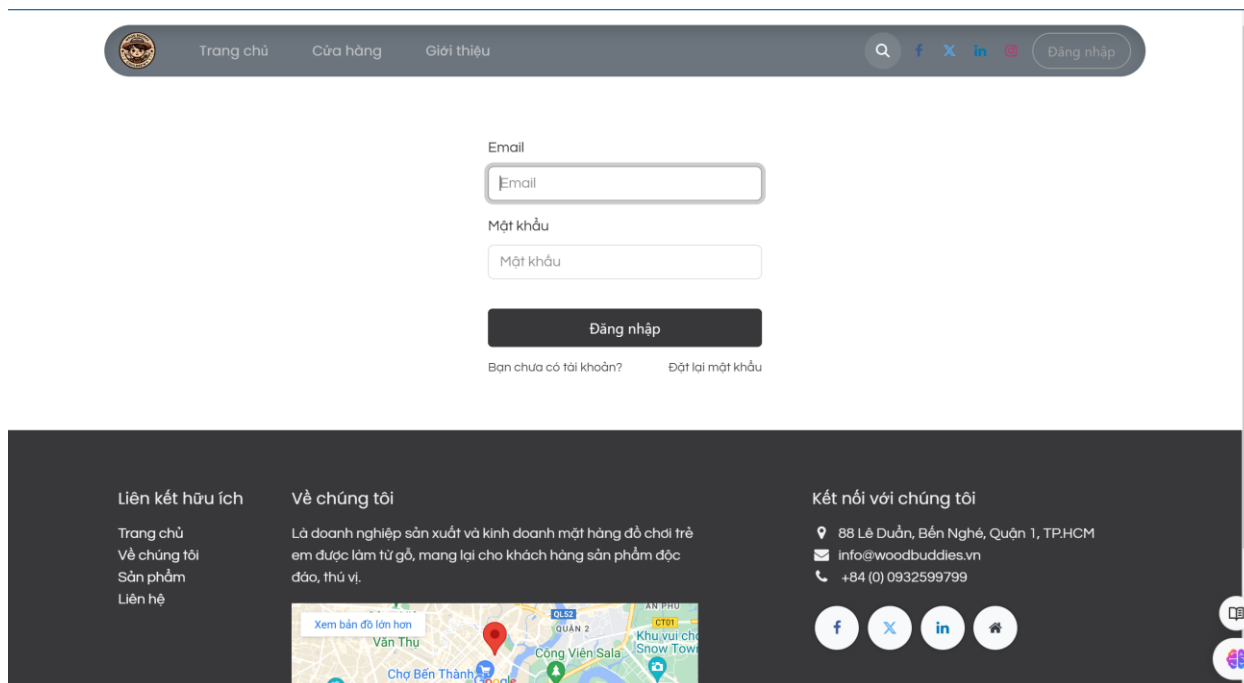 Trang chủ Cửa hàng Giới thiệu Đăng nhập
Email
Email
Mật khẩu
Mật khẩu
Đăng nhập
Bạn chưa có tài khoản? Đặt lại mật khẩu
Liên kết hữu ích
Trang chủ
Về chúng tôi
Sản phẩm
Liên hệ
Về chúng tôi
Là doanh nghiệp sản xuất và kinh doanh mặt hàng đồ chơi trẻ
em được làm từ gỗ, mang lại cho khách hàng sản phẩm độc
đáo, thú vị.
Xem bản đồ lớn hơn
Văn Thụ
Chợ Bến Thành
Google
QL52
QUẬN 2
Công Viên Sala
AN PHÚ
CT01
Khu vui chơ
Snow Tow
Kết nối với chúng tôi
88 Lê Duẩn, Bến Nghé, Quận 1, TP.HCM
info@woodbuddies.vn
+84 (0) 0932599799